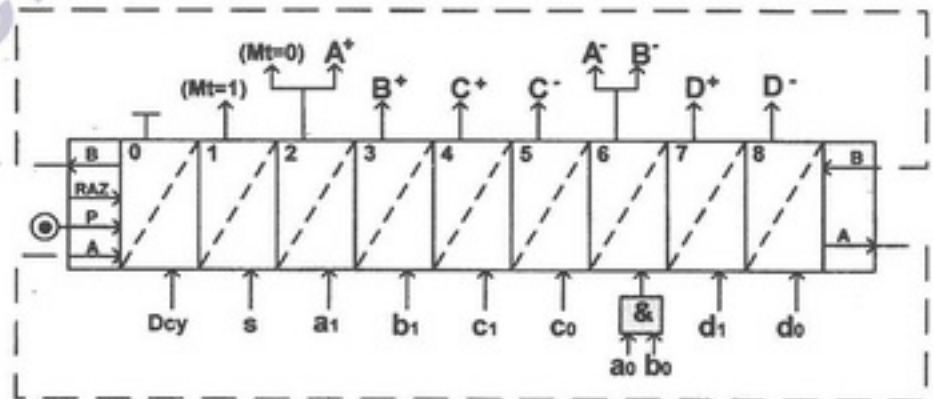 (Mt=0) A+ A- B-
(Mt=1) B+ C+ C- D+ D-
0 1 2 3 4 5 6 7 8
B B
RAZ
P
A A
Dcy s a1 b1 c1 c0 & d1 d0
a0 b0